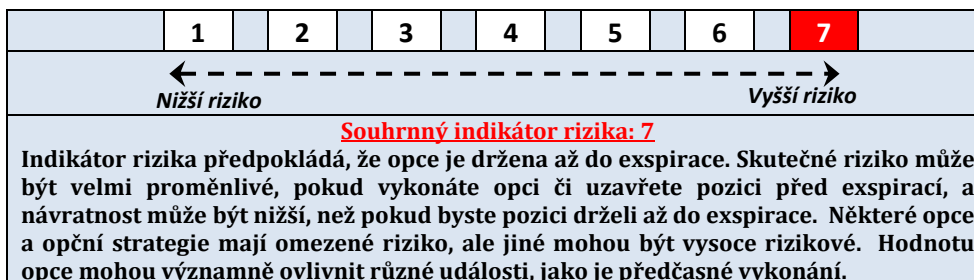 1 2 3 4 5 6 7
Nižší riziko Vyšší riziko
Souhrnný indikátor rizika: 7
Indikátor rizika předpokládá, že opce je držena až do exspirace. Skutečné riziko může
být velmi proměnlivé, pokud vykonáte opci či uzavřete pozici před exspirací, a
návratnost může být nižší, než pokud byste pozici drželi až do exspirace. Některé opce
a opční strategie mají omezené riziko, ale jiné mohou být vysoce rizikové. Hodnotu
opce mohou významně ovlivnit různé události, jako je předčasné vykonání.